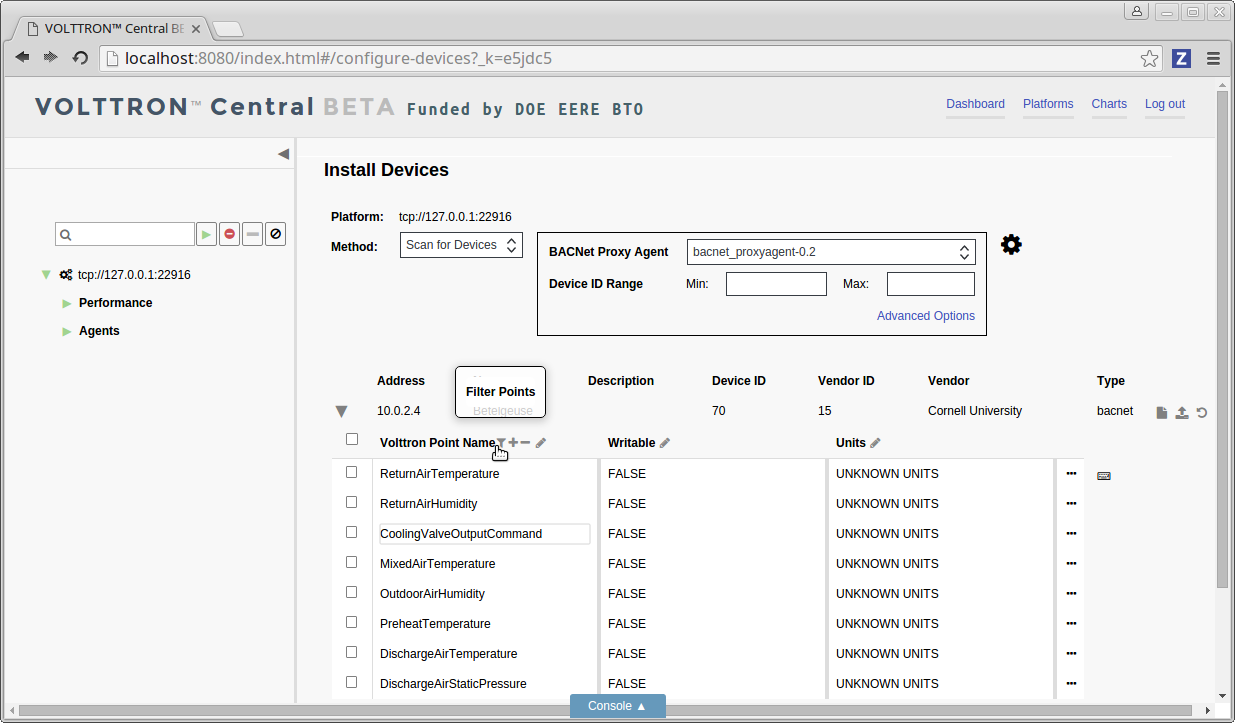 VOLTTRON™ Central BE
localhost:8080/index.html#/configure-devices?_k=e5jdc5
Z
VOLTTRON™ Central BETA Funded by DOE EERE BTO
Dashboard Platforms Charts Log out
Install Devices
Platform: tcp://127.0.0.1:22916
Method: Scan for Devices
BACNet Proxy Agent bacnet_proxyagent-0.2
Device ID Range Min: Max:
Advanced Options
tcp://127.0.0.1:22916
Performance
Agents
Address Description Device ID Vendor ID Vendor Type
Filter Points
10.0.2.4 Betelgeuse 70 15 Cornell University bacnet
Volttron Point Name Writable Units
ReturnAirTemperature FALSE UNKNOWN UNITS •••
ReturnAirHumidity FALSE UNKNOWN UNITS •••
CoolingValveOutputCommand FALSE UNKNOWN UNITS •••
MixedAirTemperature FALSE UNKNOWN UNITS •••
OutdoorAirHumidity FALSE UNKNOWN UNITS •••
PreheatTemperature FALSE UNKNOWN UNITS •••
DischargeAirTemperature FALSE UNKNOWN UNITS •••
DischargeAirStaticPressure FALSE UNKNOWN UNITS •••
Console ▲